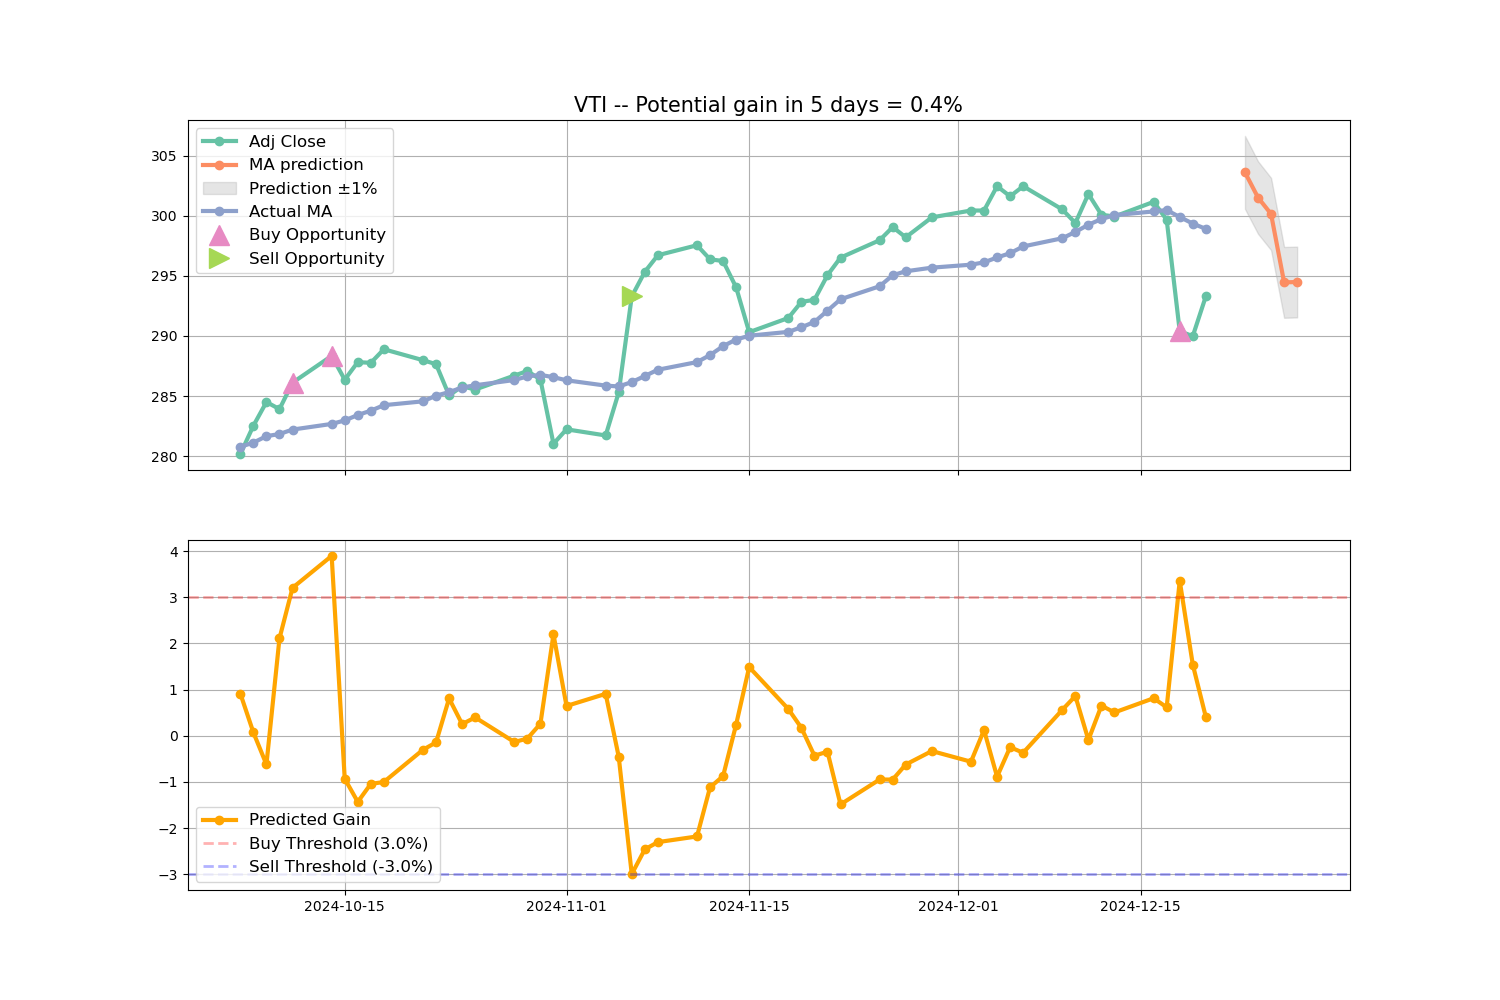 VTI -- Potential gain in 5 days = 0.4%
Adj Close
MA prediction
Prediction ±1%
Actual MA
Buy Opportunity
Sell Opportunity
305
300
295
290
285
280
4
3
2
1
0
−1
−2
−3
Predicted Gain
Buy Threshold (3.0%)
Sell Threshold (-3.0%)
2024-10-15
2024-11-01
2024-11-15
2024-12-01
2024-12-15